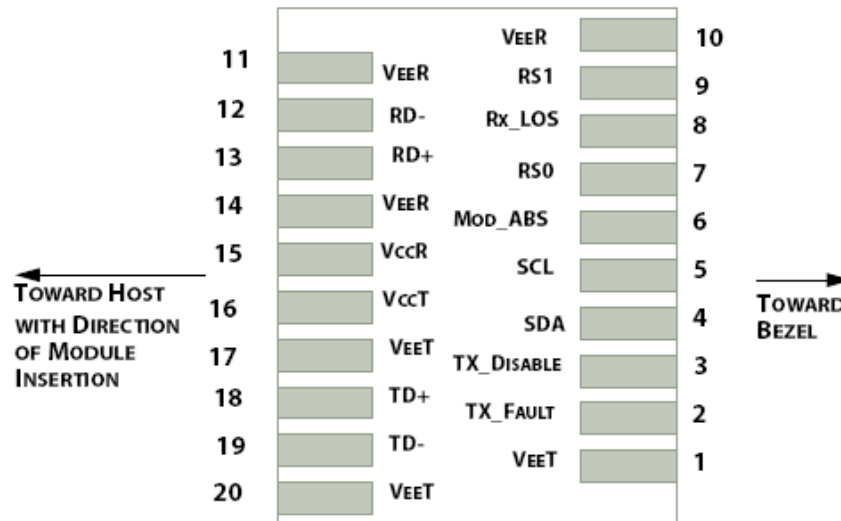 11 VEER
12 RD-
13 RD+
14 VEER
15 VCCR
16 VCCT
17 VEET
18 TD+
19 TD-
20 VEET
VEER 10
RS1 9
RX_LOS 8
RS0 7
MOD_ABS 6
SCL 5
SDA 4
TX_DISABLE 3
TX_FAULT 2
VEET 1
TOWARD HOST
WITH DIRECTION
OF MODULE
INSERTION
TOWARD
BEZEL